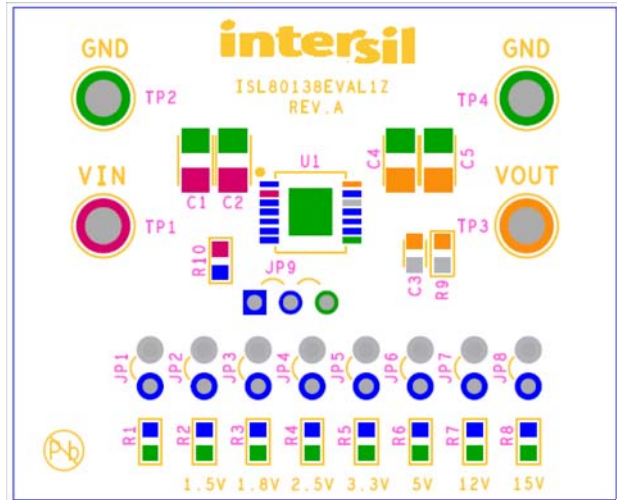 GND
intersil
GND
ISL80138EVAL1Z
REV.A
TP2
TP4
C4
C5
U1
VIN
VOUT
C1
C2
TP1
TP3
R10
JP9
C3
R9
JP1
JP2
JP3
JP4
JP5
JP6
JP7
JP8
R1
R2
R3
R4
R5
R6
R7
R8
Pb
1.5V
1.8V
2.5V
3.3V
5V
12V
15V